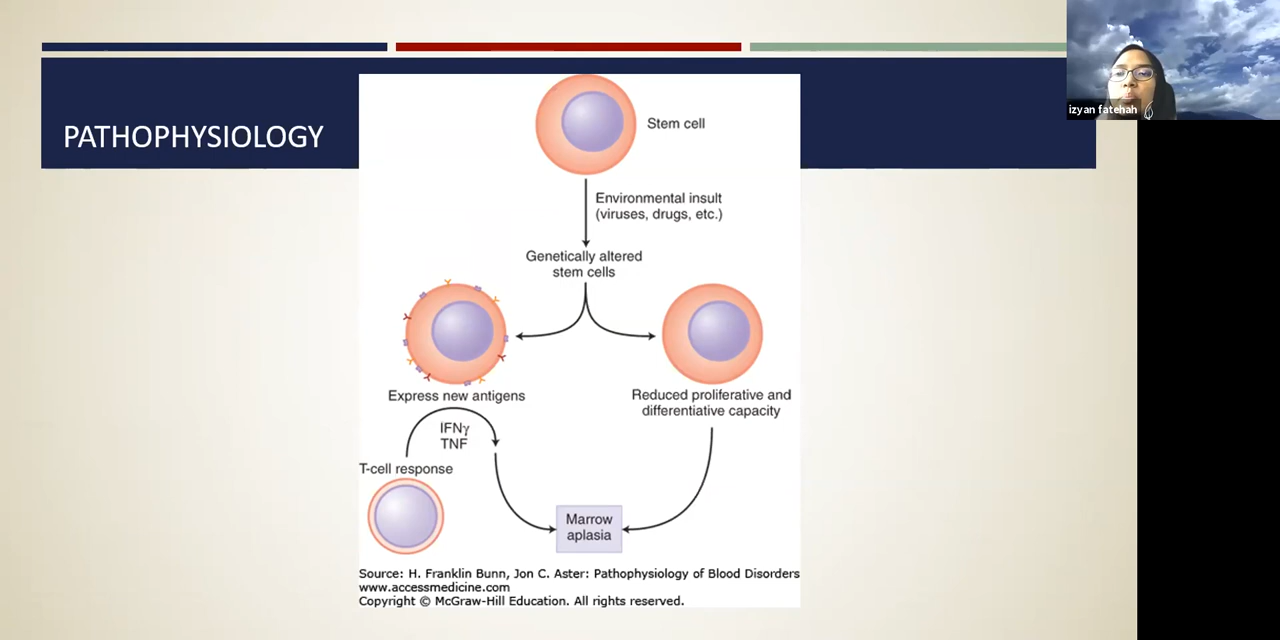 izyan fatehah
PATHOPHYSIOLOGY
Stem cell
Environmental insult
(viruses, drugs, etc.)
Genetically altered
stem cells
Express new antigens
Reduced proliferative and
differentiative capacity
IFNγ
TNF
T-cell response
Marrow
aplasia
Source: H. Franklin Bunn, Jon C. Aster: Pathophysiology of Blood Disorders
www.accessmedicine.com
Copyright © McGraw-Hill Education. All rights reserved.